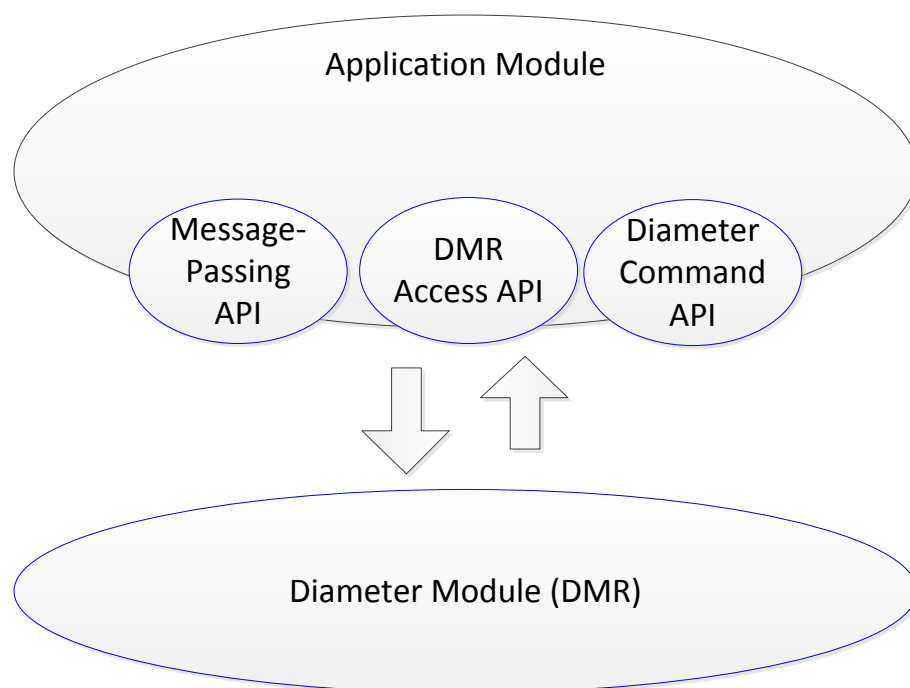 Application Module
Message-
Passing
API
DMR
Access API
Diameter
Command
API
Diameter Module (DMR)